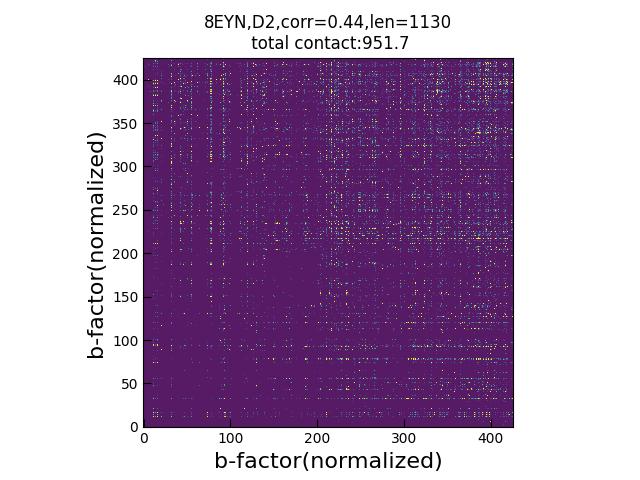 8EYN,D2,corr=0.44,len=1130
total contact:951.7
b-factor(normalized)
400
350
300
250
200
150
100
50
0
0 100 200 300 400
b-factor(normalized)